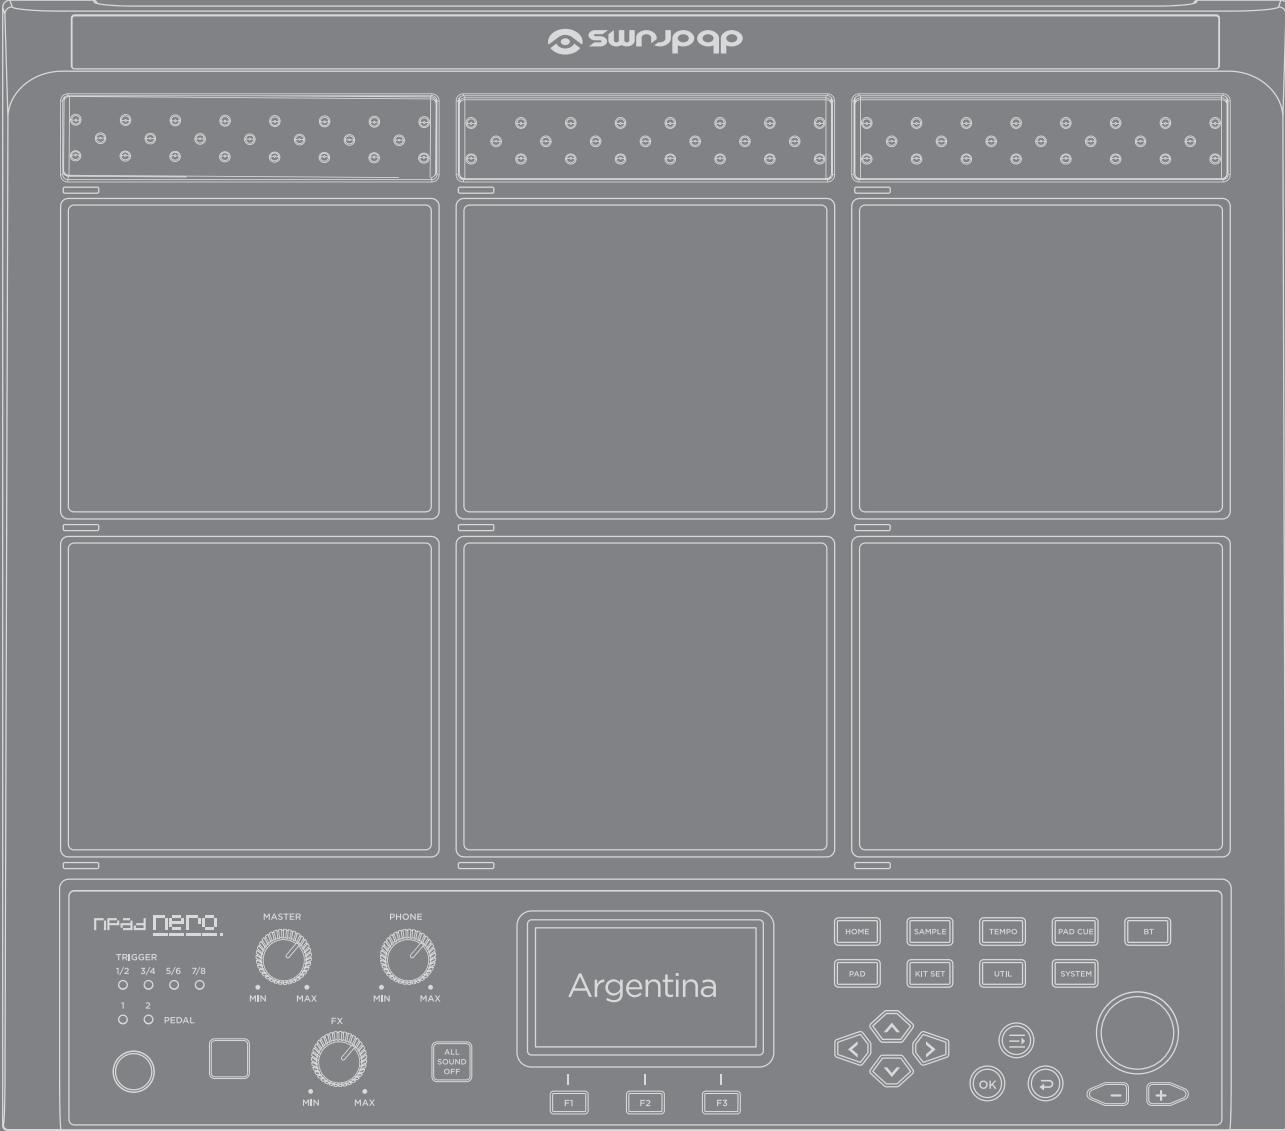 dbdrums
npad nero.
MASTER
PHONE
TRIGGER
1/2 3/4 5/6 7/8
1 2 PEDAL
MIN MAX
MIN MAX
FX
MIN MAX
ALL
SOUND
OFF
Argentina
F1 F2 F3
HOME SAMPLE TEMPO PAD CUE BT
PAD KIT SET UTIL SYSTEM
OK
- +